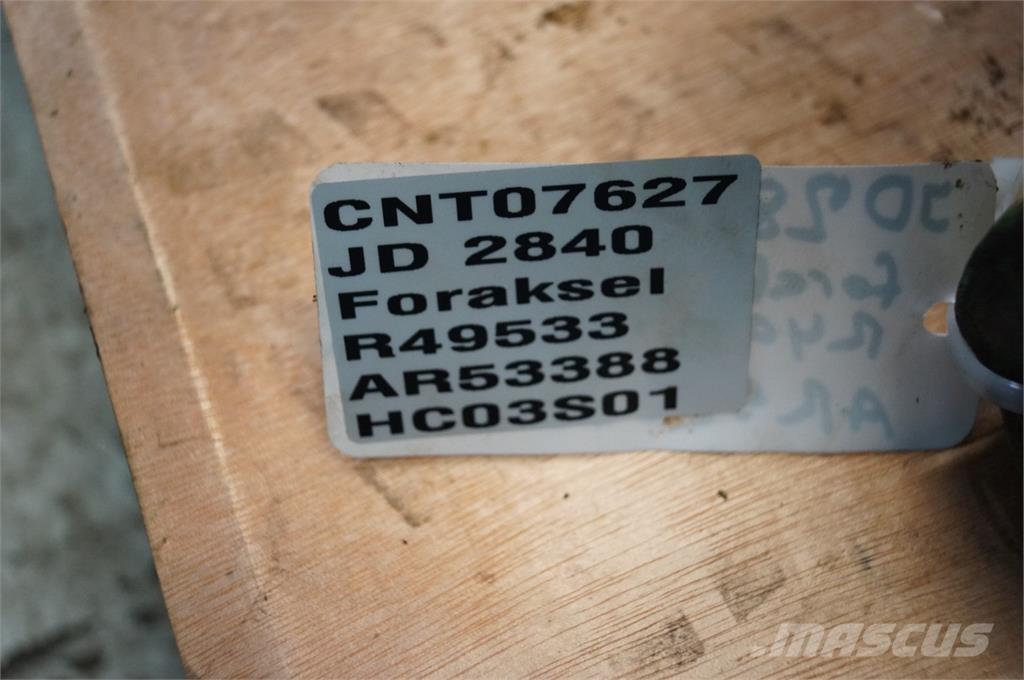 CNT07627
JD 2840
Foraksel
R49533
AR53388
HC03S01
MASCUS